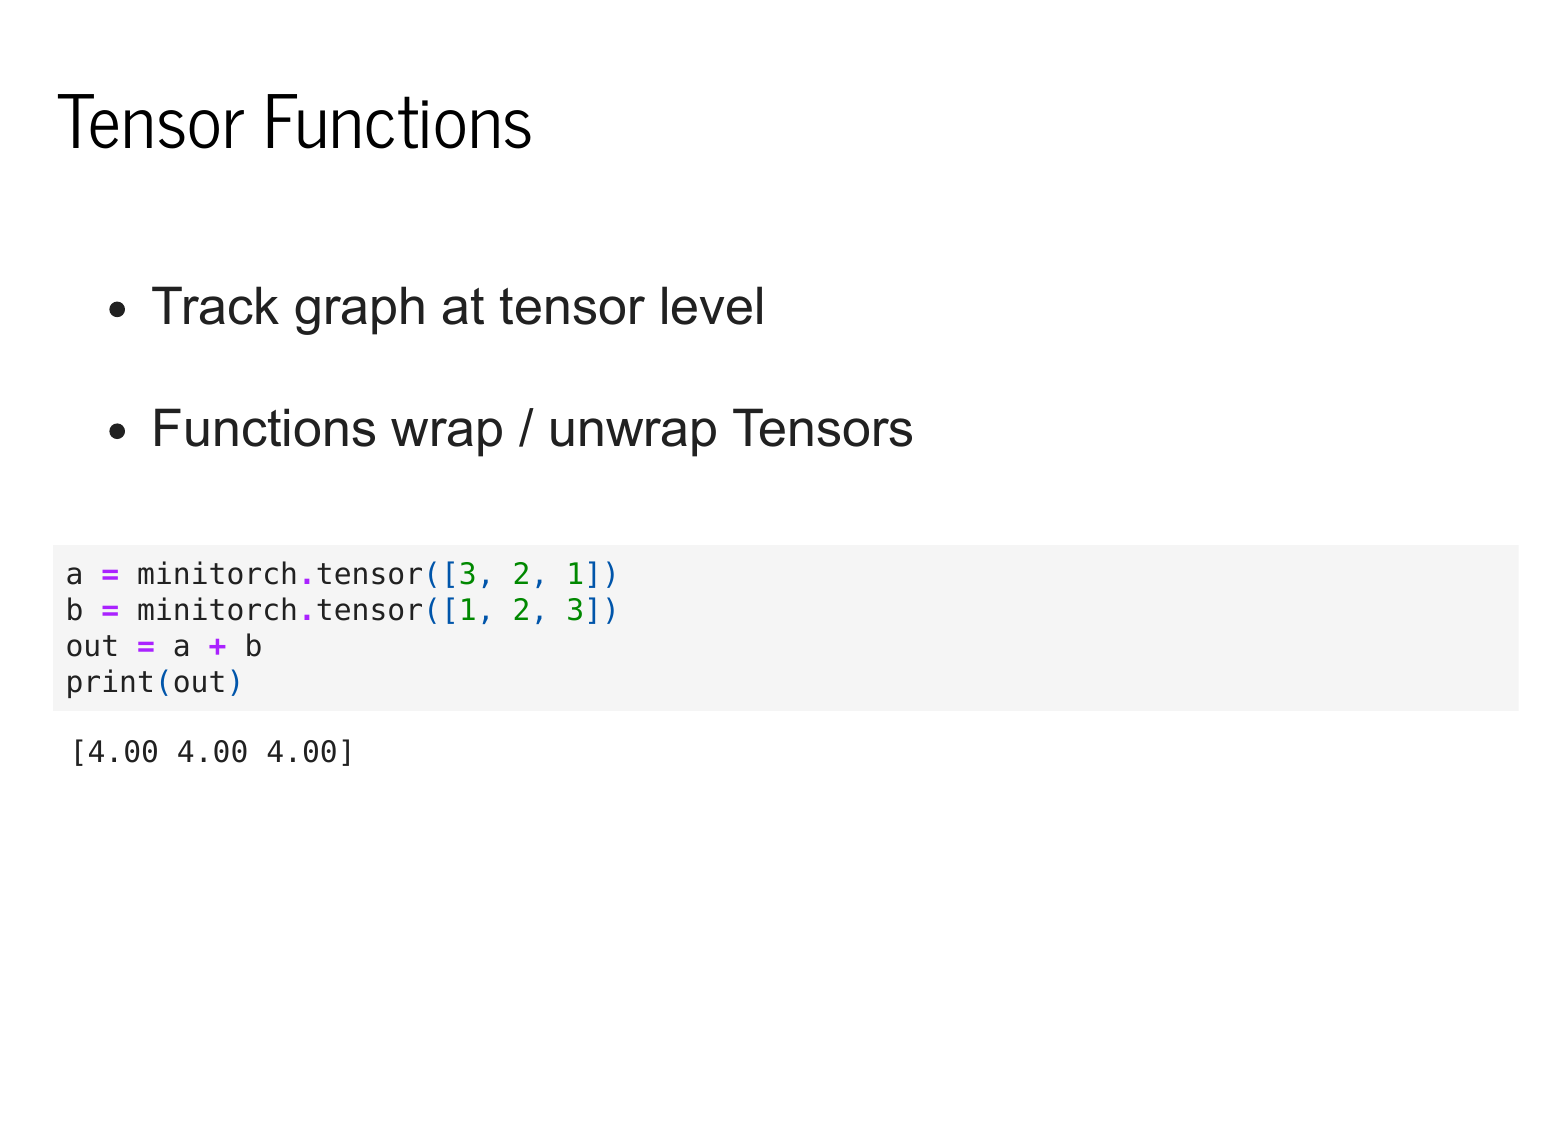 Tensor Functions
• Track graph at tensor level
• Functions wrap / unwrap Tensors
a = minitorch.tensor([3, 2, 1])
b = minitorch.tensor([1, 2, 3])
out = a + b
print(out)
[4.00 4.00 4.00]